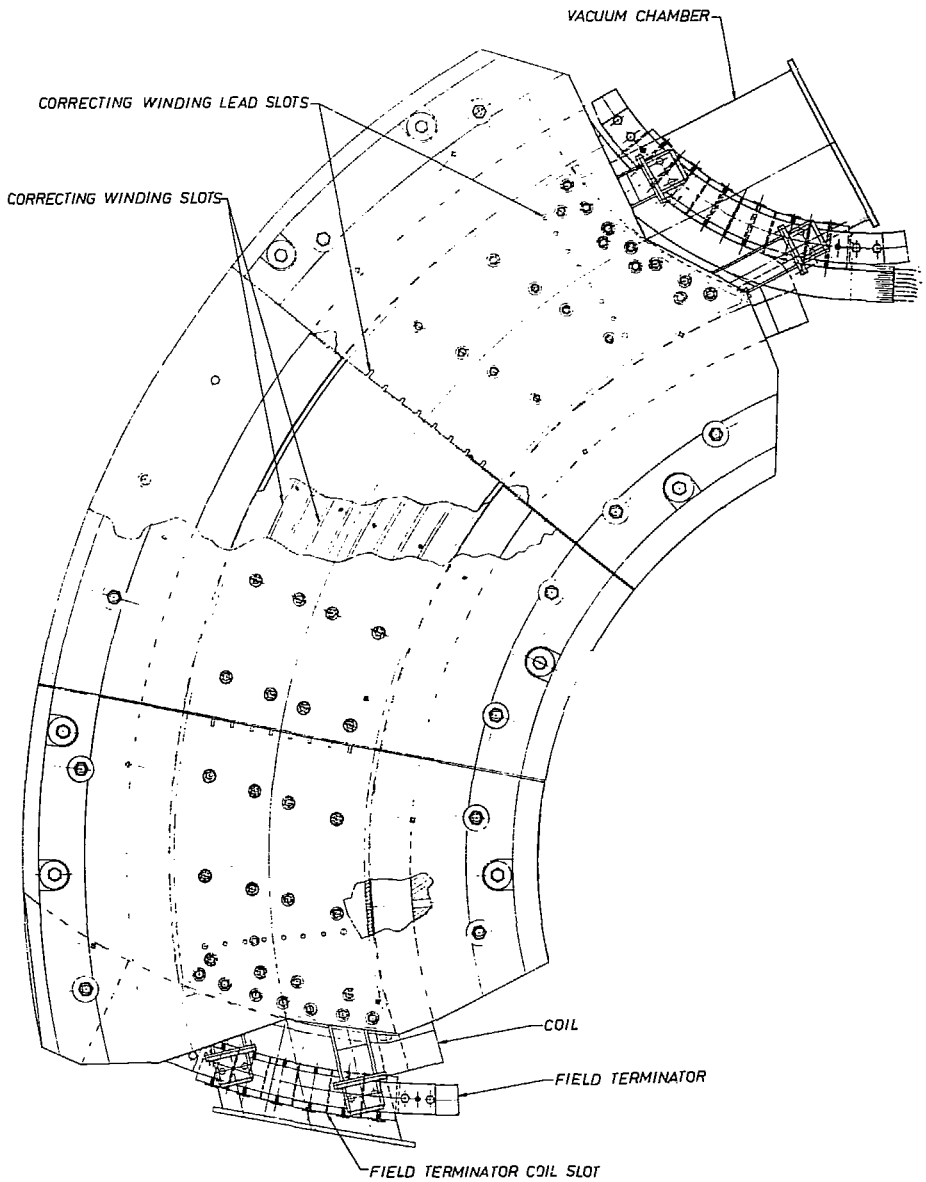 VACUUM CHAMBER
CORRECTING WINDING LEAD SLOTS
CORRECTING WINDING SLOTS
COIL
FIELD TERMINATOR
FIELD TERMINATOR COIL SLOT